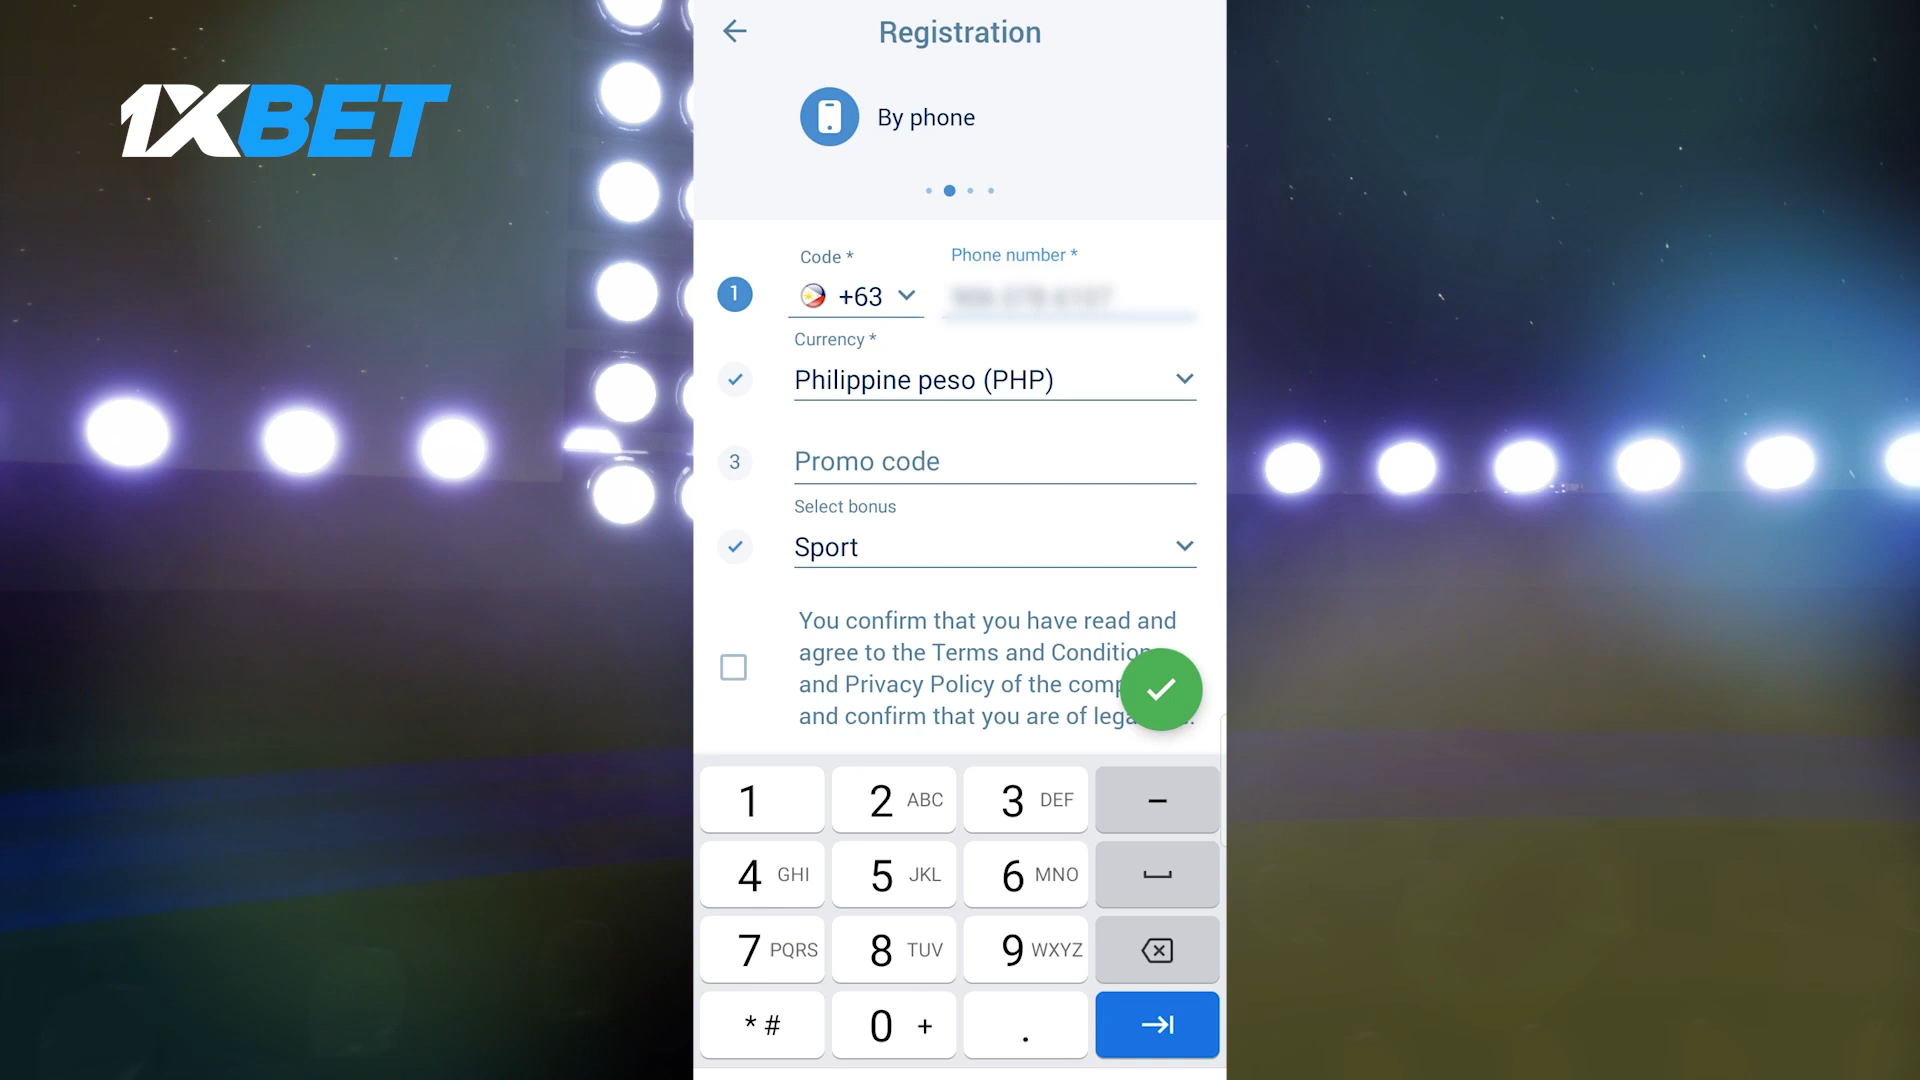 1XBET
Registration
By phone
Code *
Phone number *
1
+63
Currency *
Philippine peso (PHP)
3
Promo code
Select bonus
Sport
You confirm that you have read and
agree to the Terms and Condition
and Privacy Policy of the comp
and confirm that you are of lega
1
2 ABC
3 DEF
-
4 GHI
5 JKL
6 MNO
7 PQRS
8 TUV
9 WXYZ
* #
0 +
.